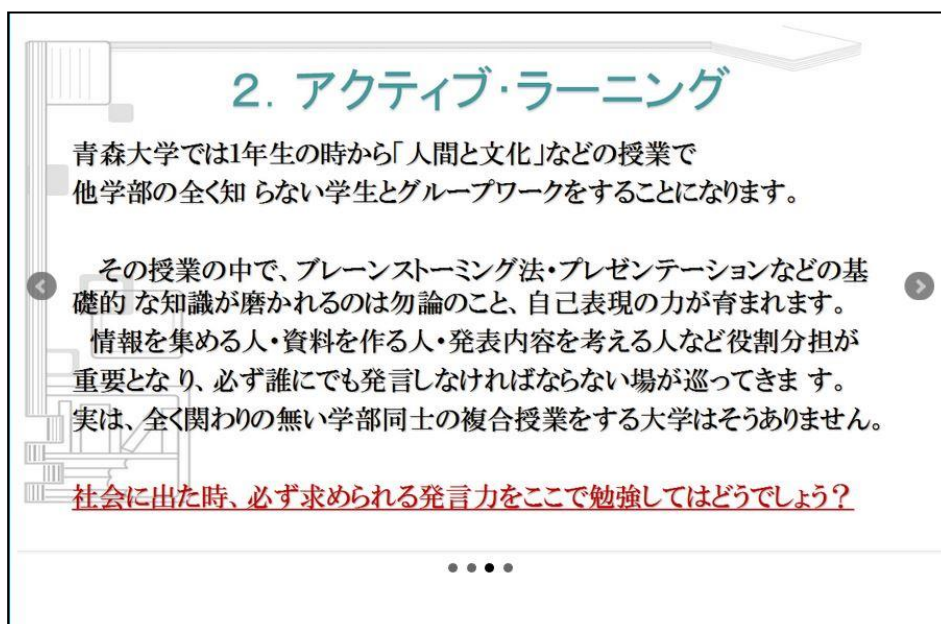 2. アクティブ・ラーニング
青森大学では1年生の時から「人間と文化」などの授業で
他学部の全く知 らない学生とグループワークをすることになります。
その授業の中で、ブレーンストーミング法・プレゼンテーションなどの基
礎的 な知識が磨かれるのは勿論のこと、自己表現の力が育まれます。
情報を集める人・資料を作る人・発表内容を考える人など役割分担が
重要とな り、必ず誰にでも発言しなければならない場が巡ってきま す。
実は、全く関わりの無い学部同士の複合授業をする大学はそうありません。
社会に出た時、必ず求められる発言力をここで勉強してはどうでしょう？